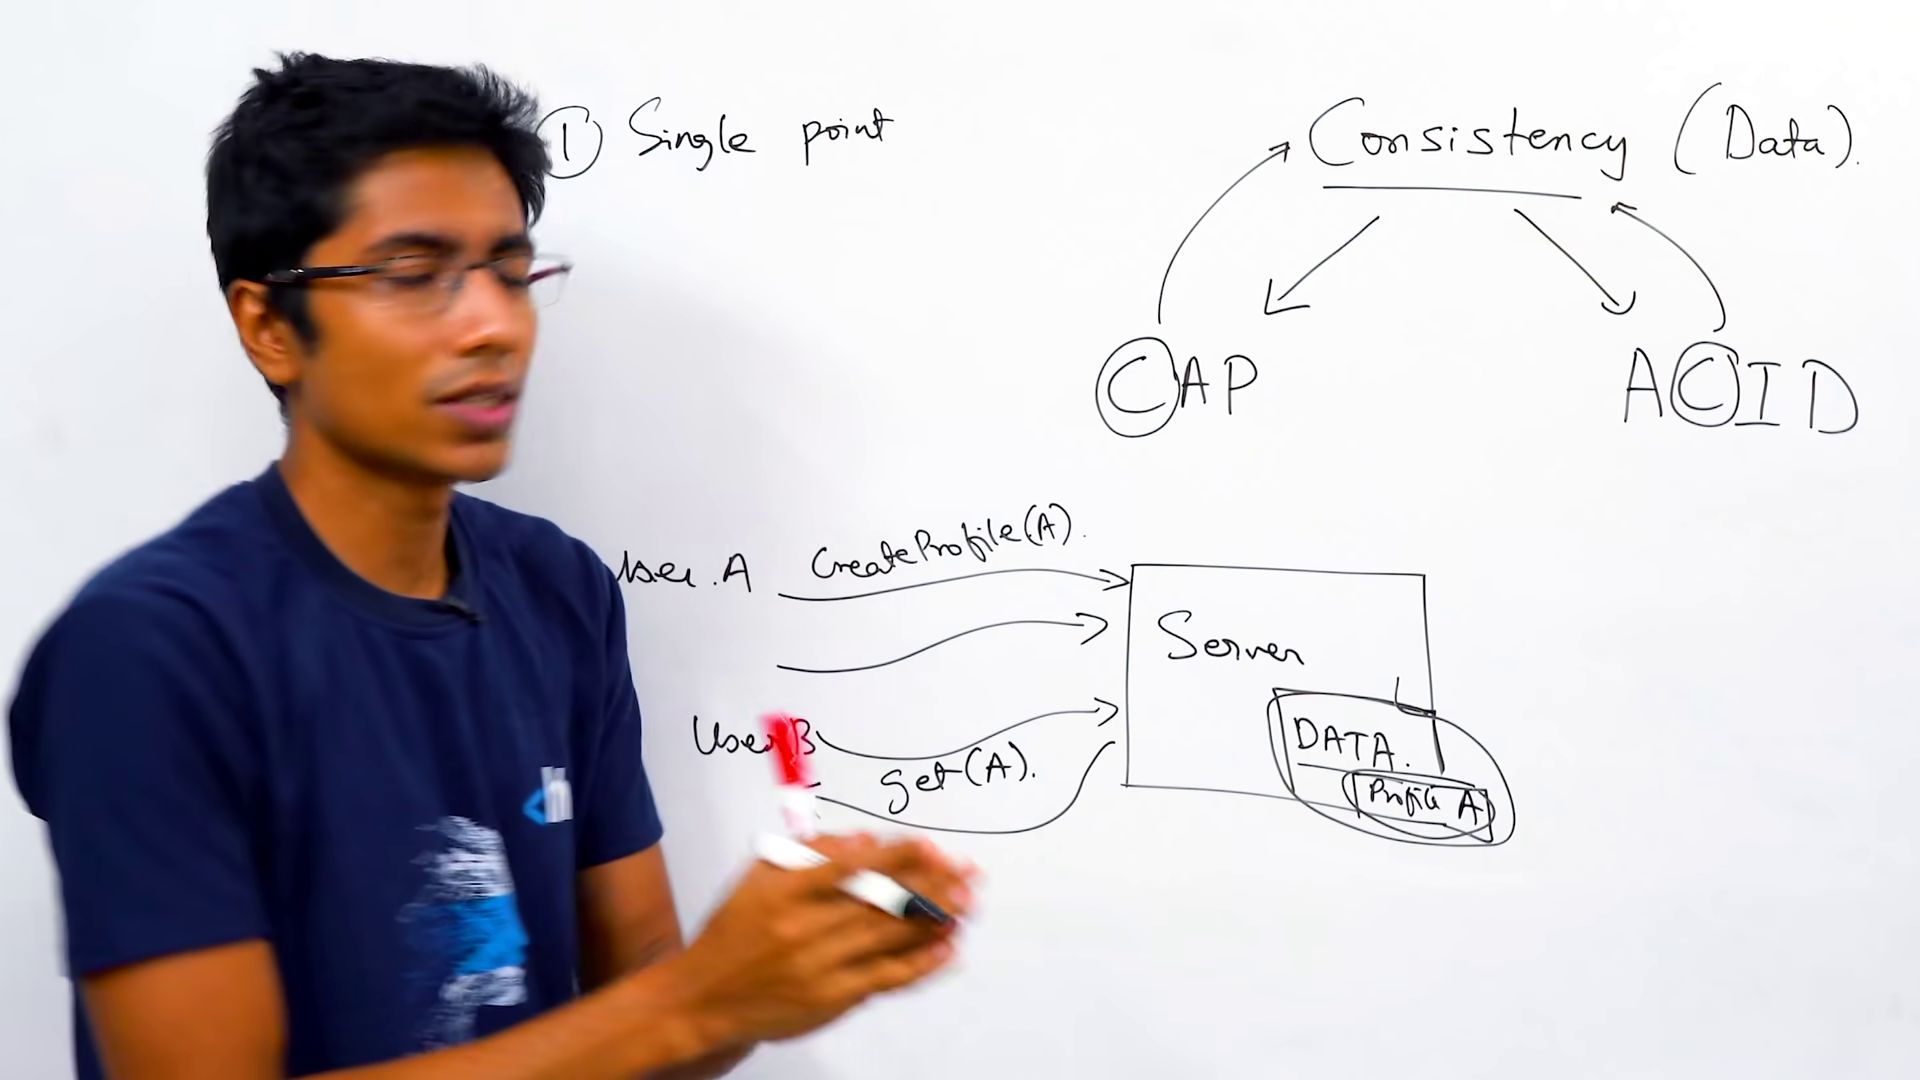 ① Single point
Consistency (Data).
CAP
ACID
User.A CreateProfile(A).
Server
User B
get(A).
DATA.
Profile A